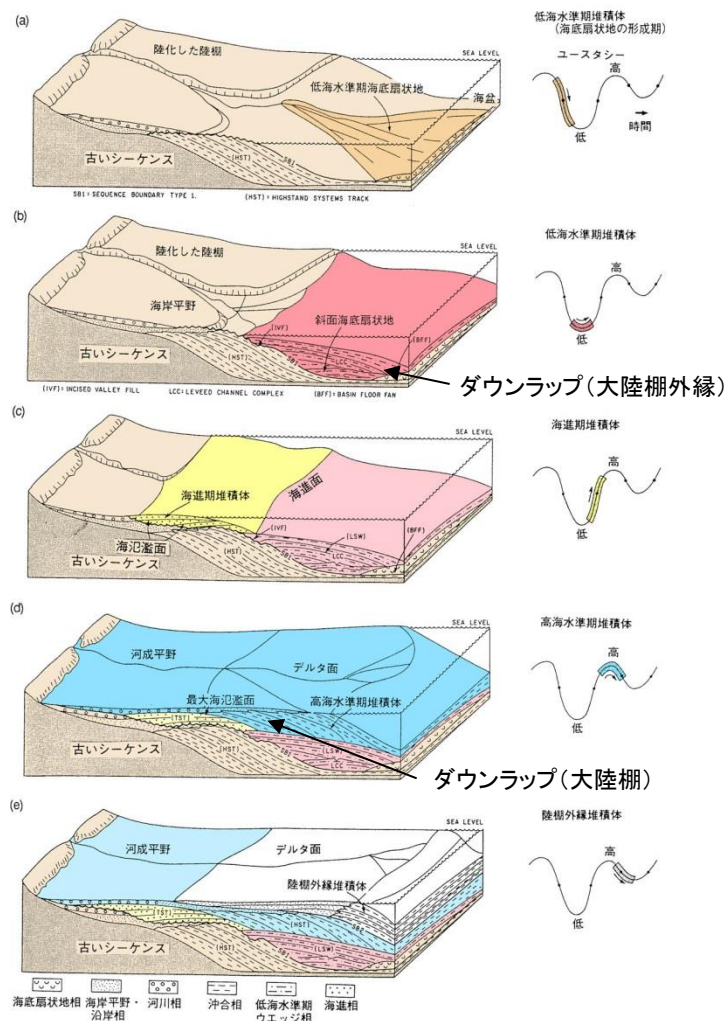 (a)
陸化した陸棚
SEA LEVEL
低海水準期海底扇状地
海盆
古いシーケンス
(HST)
SB1
SB1=SEQUENCE BOUNDARY TYPE 1.
(HST)=HIGHSTAND SYSTEMS TRACK
低海水準期堆積体
(海底扇状地の形成期)
ユースタシー
高
低
時間
(b)
陸化した陸棚
SEA LEVEL
海岸平野
斜面海底扇状地
(IVF)
(BFF)
古いシーケンス
(HST)
SB1
LCC
(IVF)=INCISED VALLEY FILL
LCC=LEVEED CHANNEL COMPLEX
(BFF)=BASIN FLOOR FAN
ダウンラップ(大陸棚外縁)
低海水準期堆積体
高
低
(c)
SEA LEVEL
海進期堆積体
海進面
海氾濫面
(IVF)
(LSW)
(BFF)
古いシーケンス
(HST)
SB1
LCC
海進期堆積体
高
低
(d)
SEA LEVEL
河成平野
デルタ面
最大海氾濫面
高海水準期堆積体
(TST)
古いシーケンス
(HST)
SB1
(LSW)
LCC
ダウンラップ(大陸棚)
高海水準期堆積体
高
低
(e)
SEA LEVEL
河成平野
デルタ面
陸棚外縁堆積体
(TST)
(HST)
SB2
古いシーケンス
(HST)
SB1
(LSW)
陸棚外縁堆積体
高
低
海底扇状地相
海岸平野・
沿岸相
河川相
沖合相
低海水準期
ウエッジ相
海進相